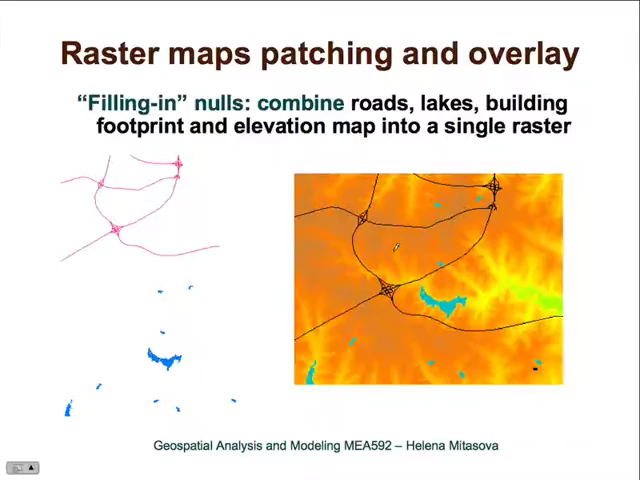 Raster maps patching and overlay
“Filling-in” nulls: combine roads, lakes, building
footprint and elevation map into a single raster
Geospatial Analysis and Modeling MEA592 – Helena Mitasova